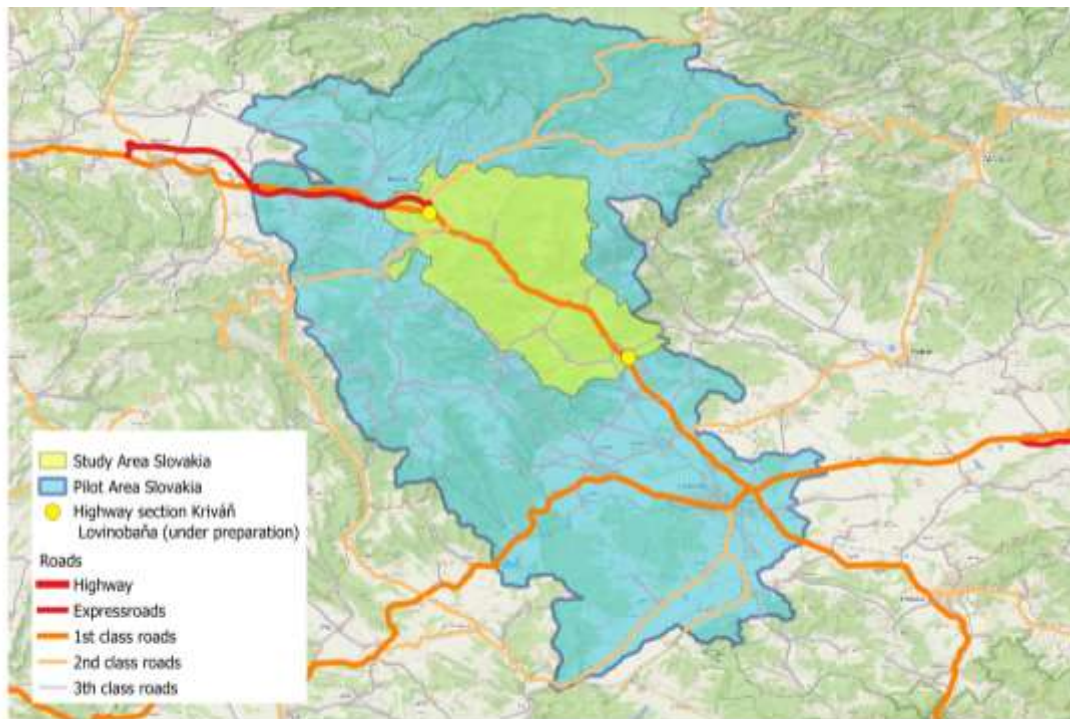 Study Area Slovakia
Pilot Area Slovakia
Highway section Kriváň
Lovinobaňa (under preparation)
Roads
Highway
Expressroads
1st class roads
2nd class roads
3th class roads